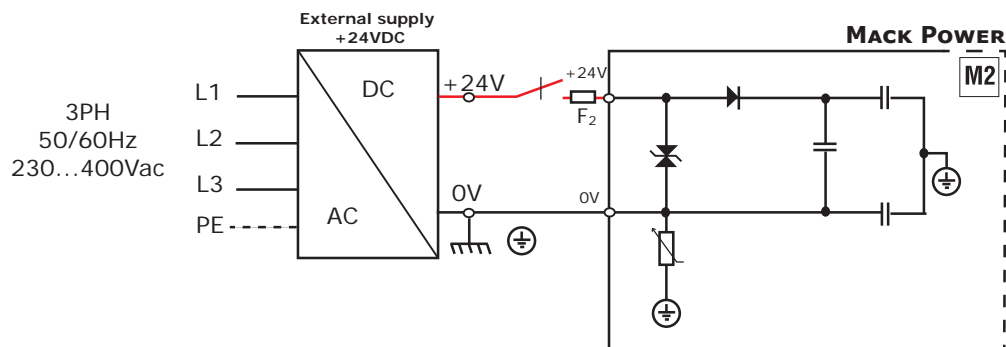 External supply
+24VDC
MACK POWER
M2
DC
+24V
+24V
F2
L1
3PH
50/60Hz
230...400Vac
L2
L3
0V
0V
AC
PE